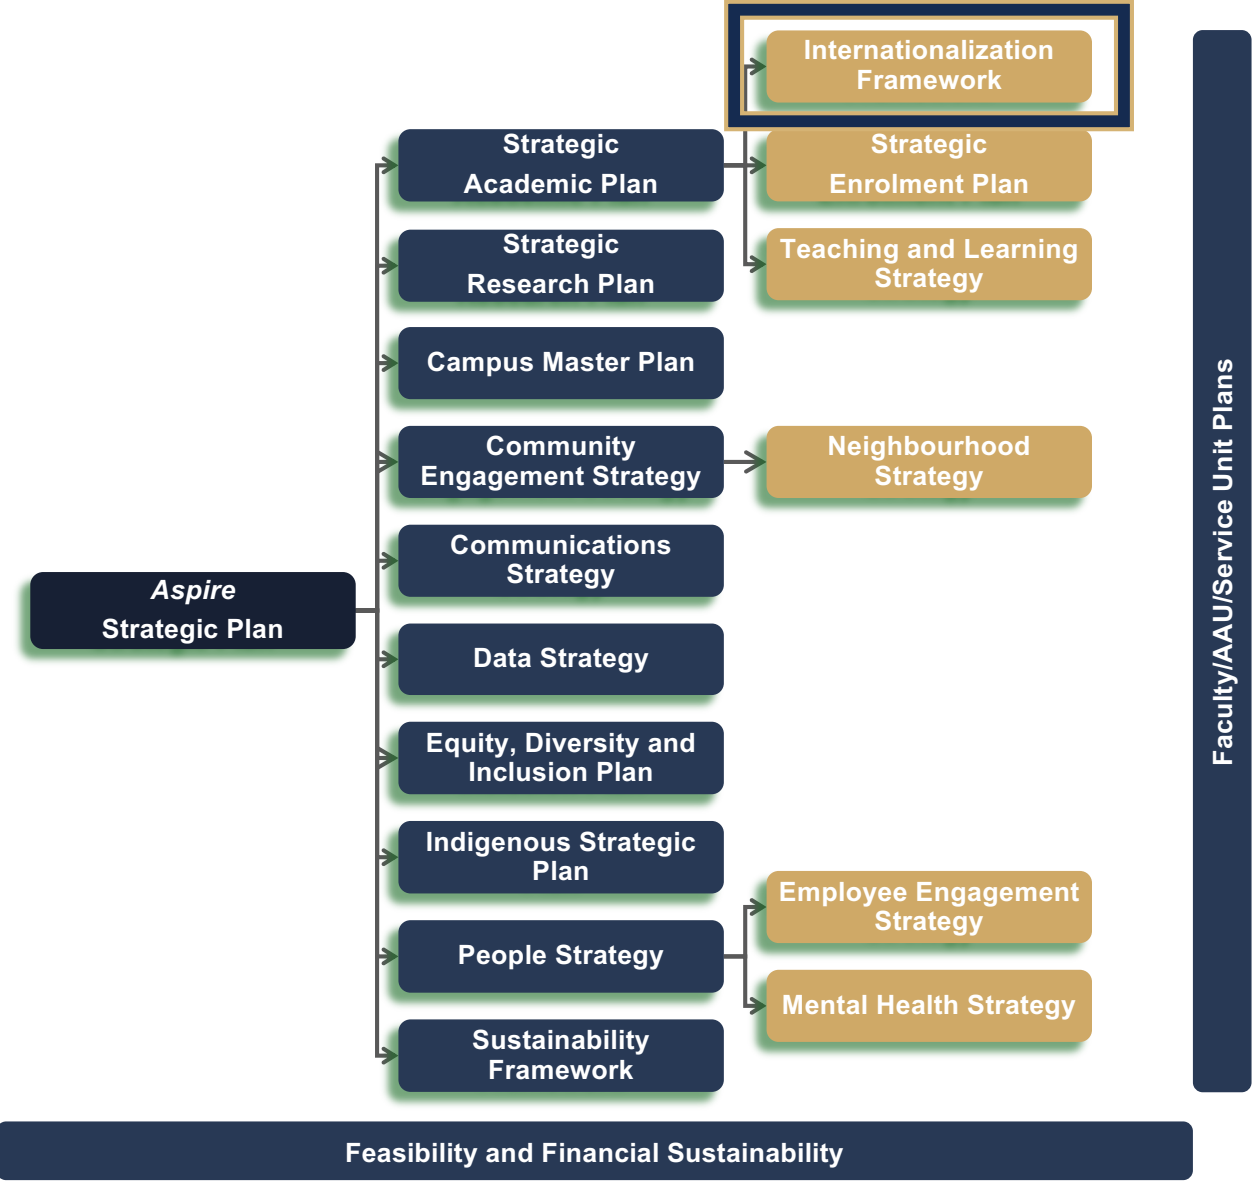 Internationalization
Framework
Strategic
Academic Plan
Strategic
Enrolment Plan
Strategic
Research Plan
Teaching and Learning
Strategy
Campus Master Plan
Community
Engagement Strategy
Neighbourhood
Strategy
Communications
Strategy
Aspire
Strategic Plan
Data Strategy
Equity, Diversity and
Inclusion Plan
Indigenous Strategic
Plan
Employee Engagement
Strategy
People Strategy
Mental Health Strategy
Sustainability
Framework
Faculty/AAU/Service Unit Plans
Feasibility and Financial Sustainability